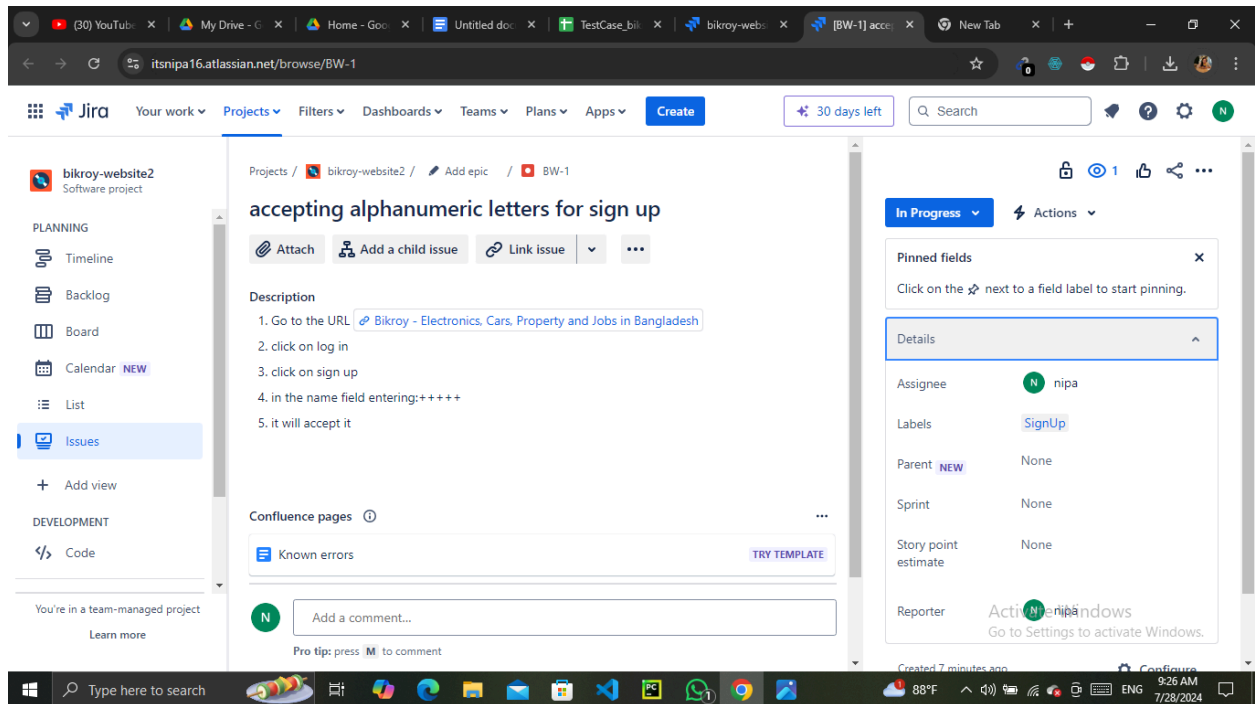 (30) YouTube
My Drive - G
Home - Goo
Untitled doc
TestCase_bik
bikroy-websi
[BW-1] accep
New Tab
itsnipa16.atlassian.net/browse/BW-1
0
Jira
Your work
Projects
Filters
Dashboards
Teams
Plans
Apps
Create
30 days left
Search
N
bikroy-website2
Software project
PLANNING
Timeline
Backlog
Board
Calendar NEW
List
Issues
Add view
DEVELOPMENT
Code
You're in a team-managed project
Learn more
Projects / bikroy-website2 / Add epic / BW-1
accepting alphanumeric letters for sign up
Attach
Add a child issue
Link issue
Description
1. Go to the URL Bikroy - Electronics, Cars, Property and Jobs in Bangladesh
2. click on log in
3. click on sign up
4. in the name field entering:+++++
5. it will accept it
Confluence pages
Known errors
TRY TEMPLATE
N
Add a comment...
Pro tip: press M to comment
1
In Progress
Actions
Pinned fields
Click on the next to a field label to start pinning.
Details
Assignee N nipa
Labels SignUp
Parent NEW None
Sprint None
Story point estimate None
Reporter N nipa
Activate Windows
Go to Settings to activate Windows.
Created 7 minutes ago
Configure
Type here to search
PC
1
88°F
ENG
9:26 AM
7/28/2024